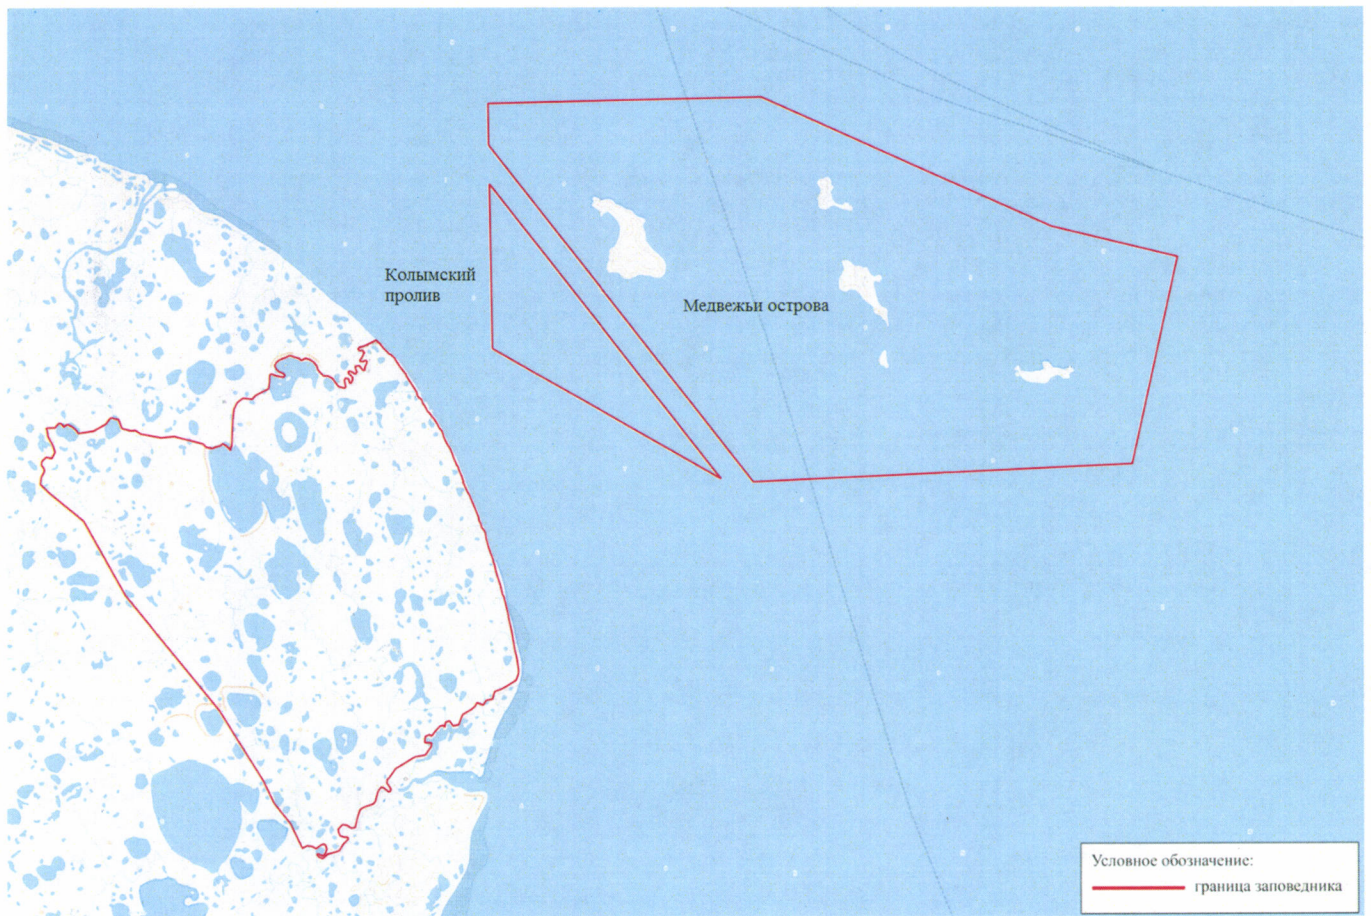 Колымский
пролив
Медвежьи острова
Условное обозначение:
граница заповедника